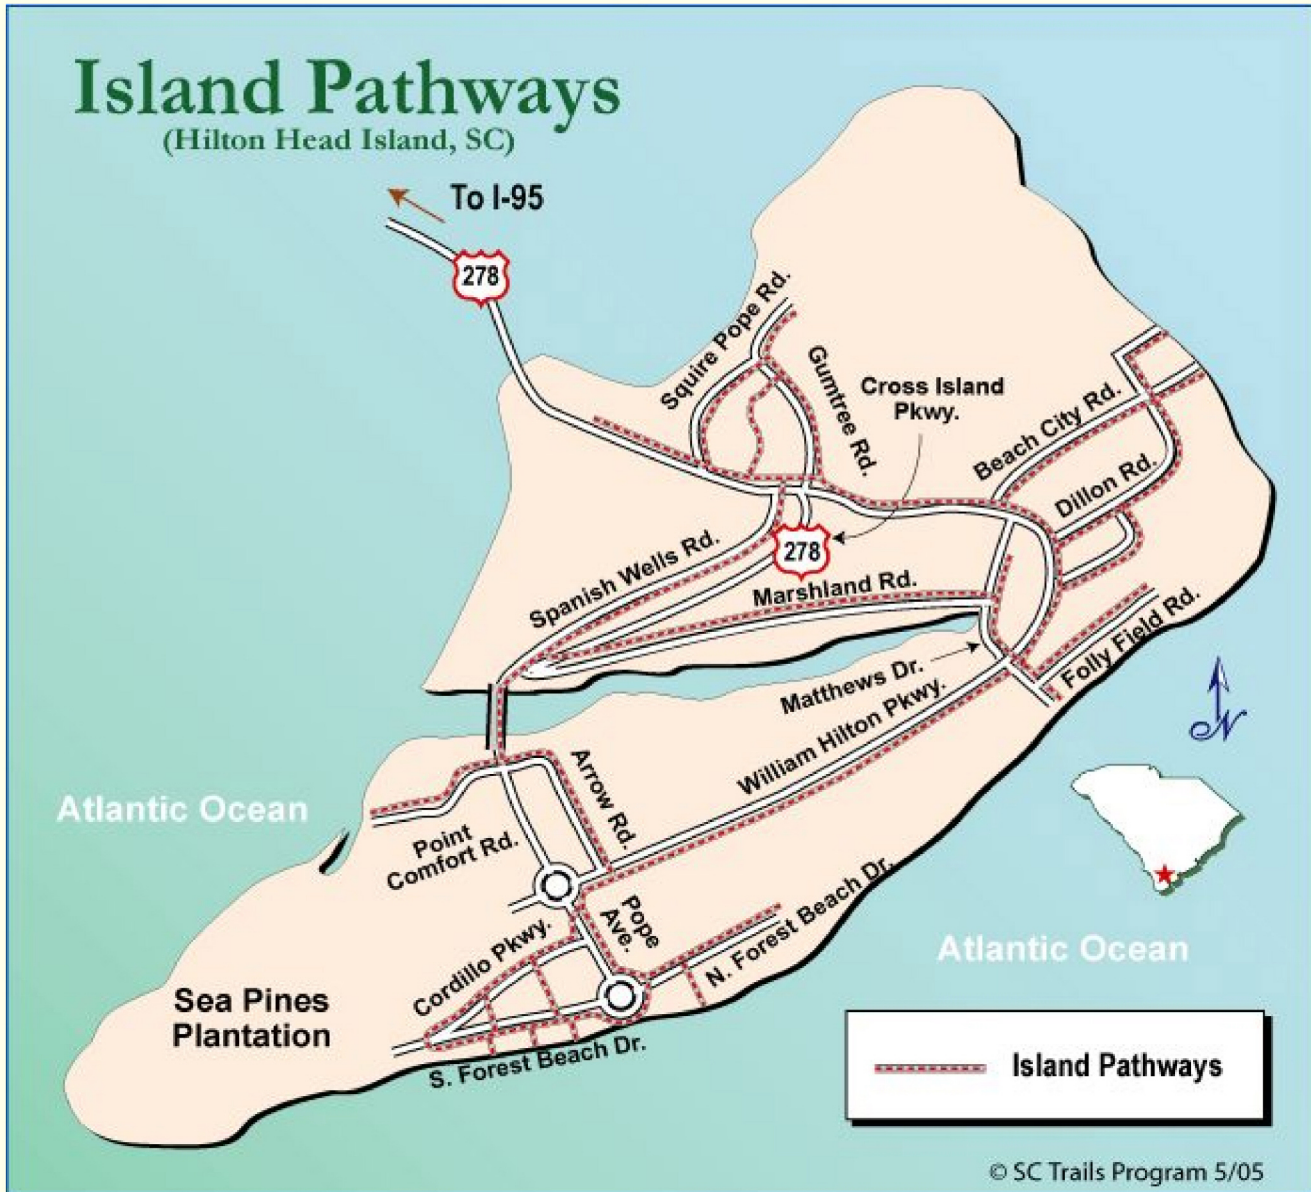 Island Pathways
(Hilton Head Island, SC)
To I-95
278
Squire Pope Rd.
Gumtree Rd.
Cross Island
Pkwy.
Beach City Rd.
Dillon Rd.
278
Spanish Wells Rd.
Marshland Rd.
Folly Field Rd.
Matthews Dr.
William Hilton Pkwy.
N
Arrow Rd.
Atlantic Ocean
Point
Comfort Rd.
Pope
Ave.
N. Forest Beach Dr.
Cordillo Pkwy.
Atlantic Ocean
Sea Pines
Plantation
S. Forest Beach Dr.
Island Pathways
© SC Trails Program 5/05